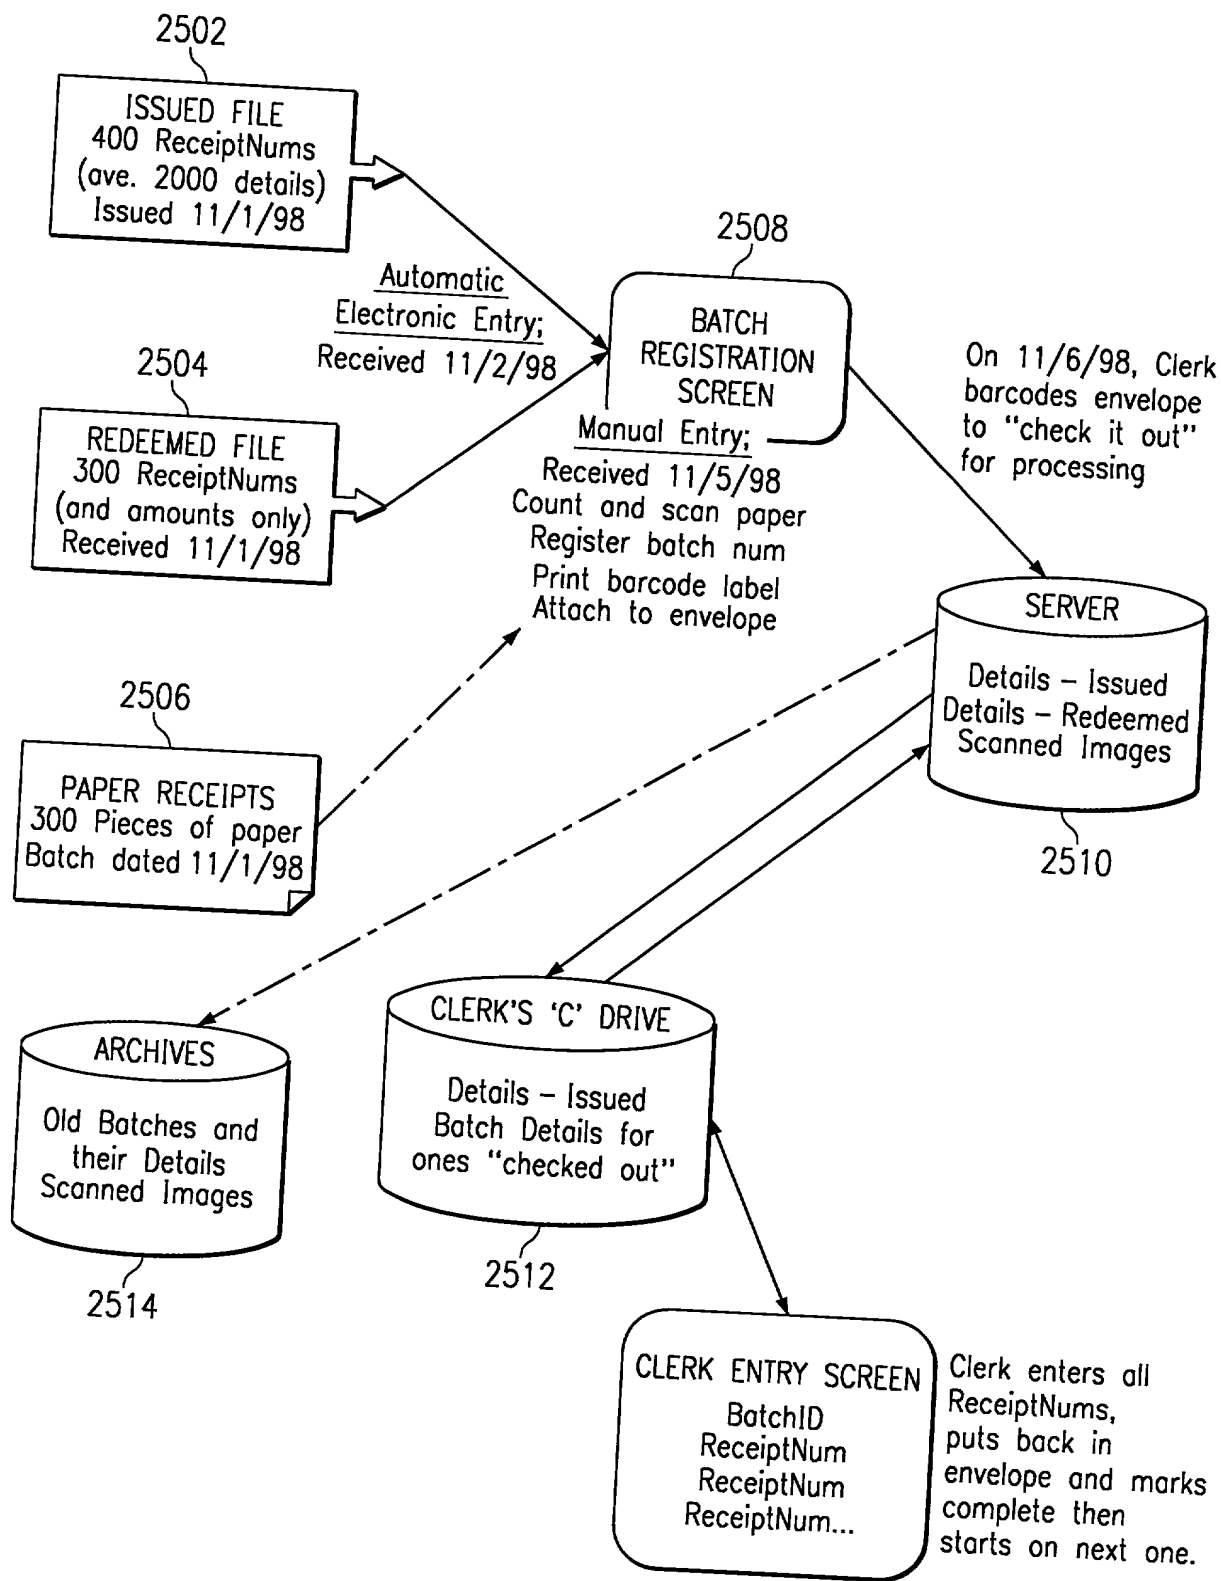 2502
ISSUED FILE
400 ReceiptNums
(ave. 2000 details)
Issued 11/1/98
2508
Automatic
Electronic Entry;
Received 11/2/98
BATCH
REGISTRATION
SCREEN
On 11/6/98, Clerk
barcodes envelope
to “check it out”
for processing
2504
REDEEMED FILE
300 ReceiptNums
(and amounts only)
Received 11/1/98
Manual Entry;
Received 11/5/98
Count and scan paper
Register batch num
Print barcode label
Attach to envelope
SERVER
Details – Issued
Details – Redeemed
Scanned Images
2510
2506
PAPER RECEIPTS
300 Pieces of paper
Batch dated 11/1/98
ARCHIVES
Old Batches and
their Details
Scanned Images
2514
CLERK'S 'C' DRIVE
Details – Issued
Batch Details for
ones “checked out”
2512
CLERK ENTRY SCREEN
BatchID
ReceiptNum
ReceiptNum
ReceiptNum...
Clerk enters all
ReceiptNums,
puts back in
envelope and marks
complete then
starts on next one.